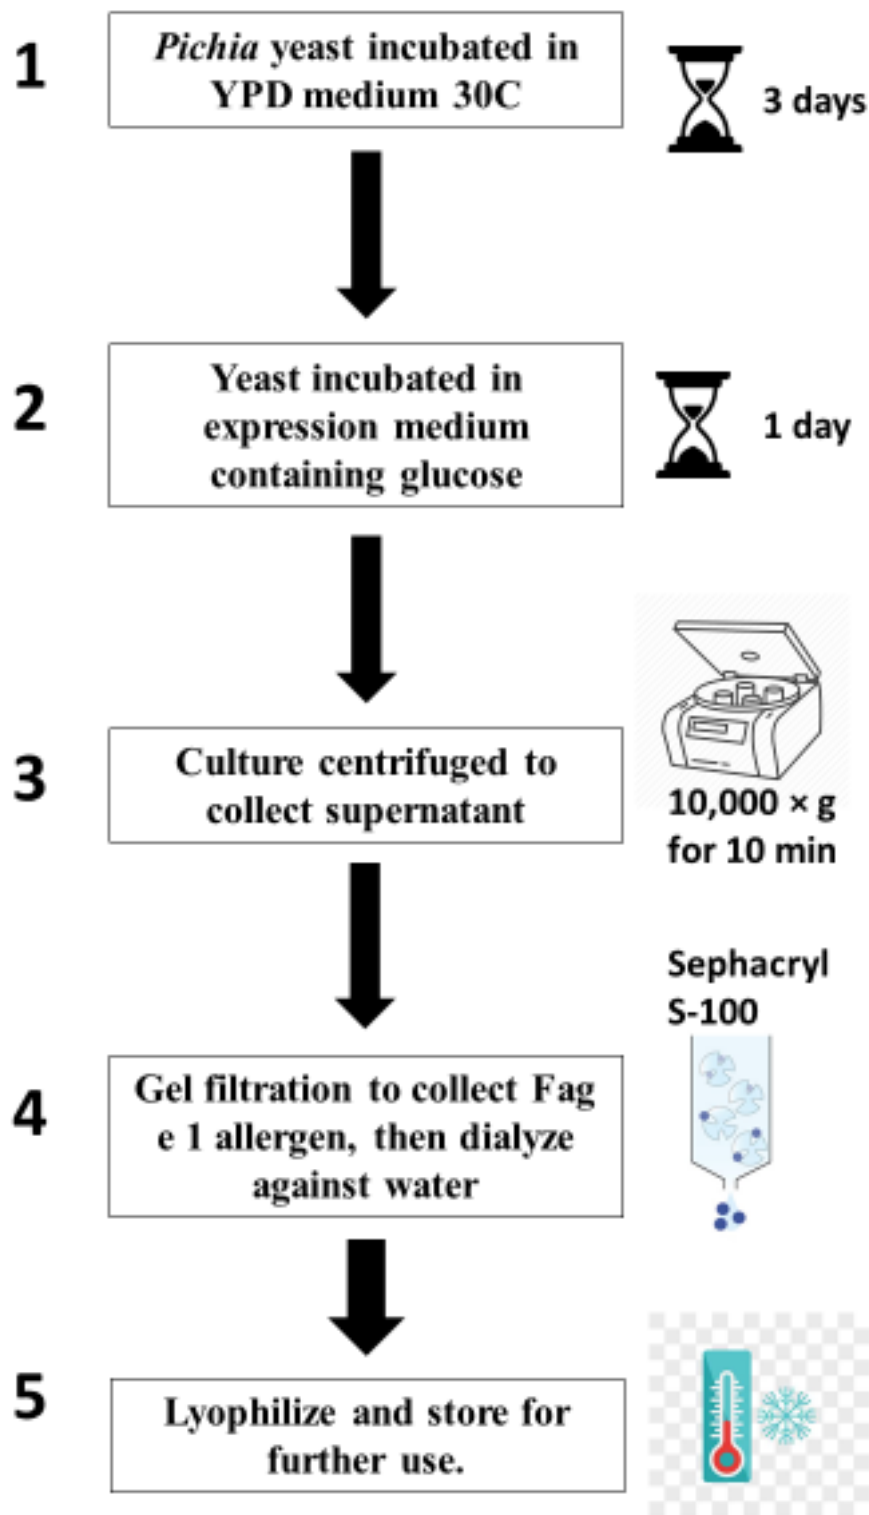 1
Pichia yeast incubated in
YPD medium 30C
3 days
2
Yeast incubated in
expression medium
containing glucose
1 day
3
Culture centrifuged to
collect supernatant
10,000 × g
for 10 min
Sephacryl
S-100
4
Gel filtration to collect Fag
e 1 allergen, then dialyze
against water
5
Lyophilize and store for
further use.